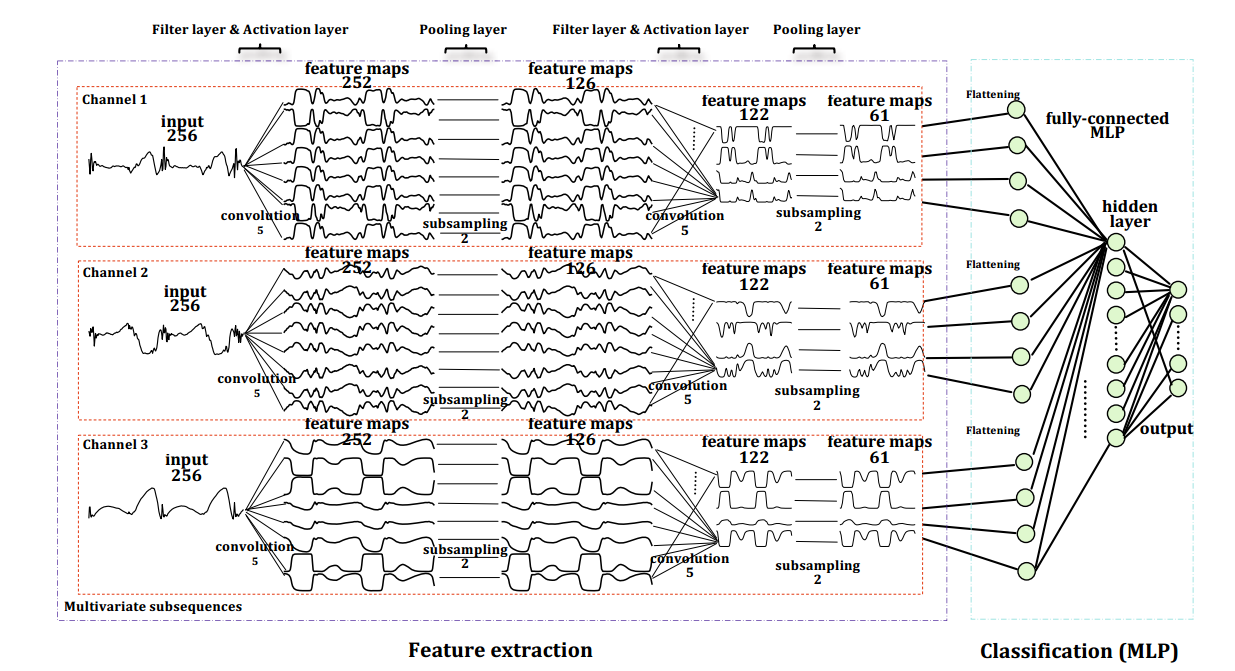 Filter layer & Activation layer
Pooling layer
Filter layer & Activation layer
Pooling layer
Channel 1
input
256
convolution
5
feature maps
252
subsampling
2
feature maps
126
convolution
5
feature maps
122
subsampling
2
feature maps
61
Flattening
Channel 2
input
256
convolution
5
feature maps
252
subsampling
2
feature maps
126
convolution
5
feature maps
122
subsampling
2
feature maps
61
Flattening
Channel 3
input
256
convolution
5
feature maps
252
subsampling
2
feature maps
126
convolution
5
feature maps
122
subsampling
2
feature maps
61
Flattening
Multivariate subsequences
fully-connected
MLP
hidden
layer
output
Feature extraction
Classification (MLP)